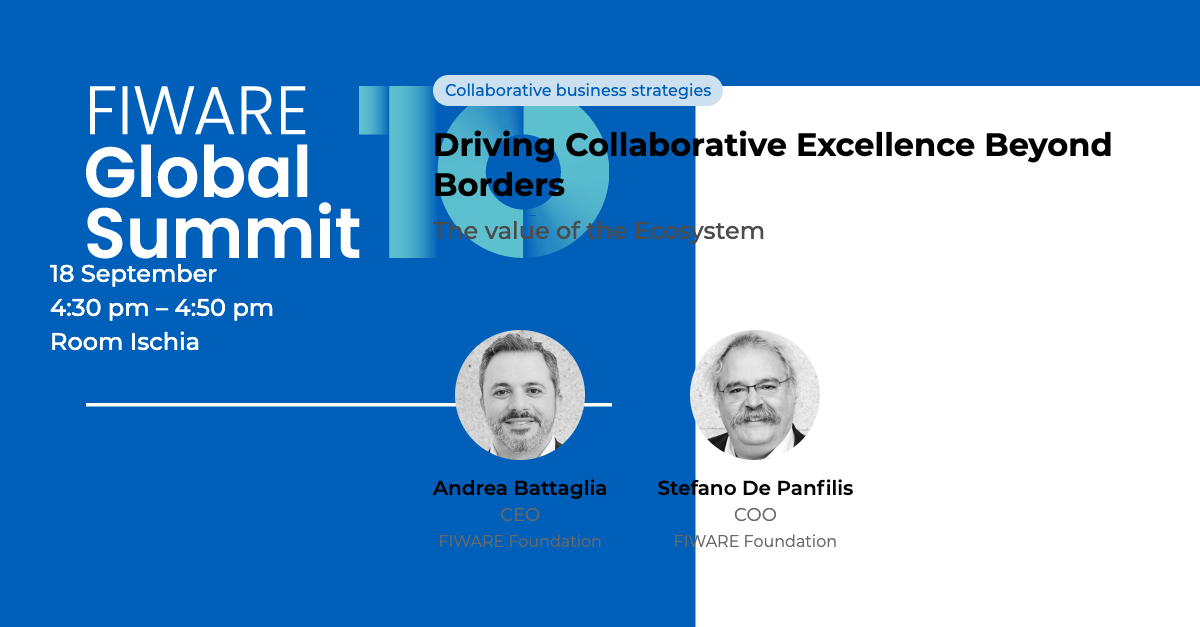 FIWARE
Global
Summit
10
18 September
4:30 pm – 4:50 pm
Room Ischia
Collaborative business strategies
Driving Collaborative Excellence Beyond
Borders
The value of the Ecosystem
Andrea Battaglia
CEO
FIWARE Foundation
Stefano De Panfilis
COO
FIWARE Foundation